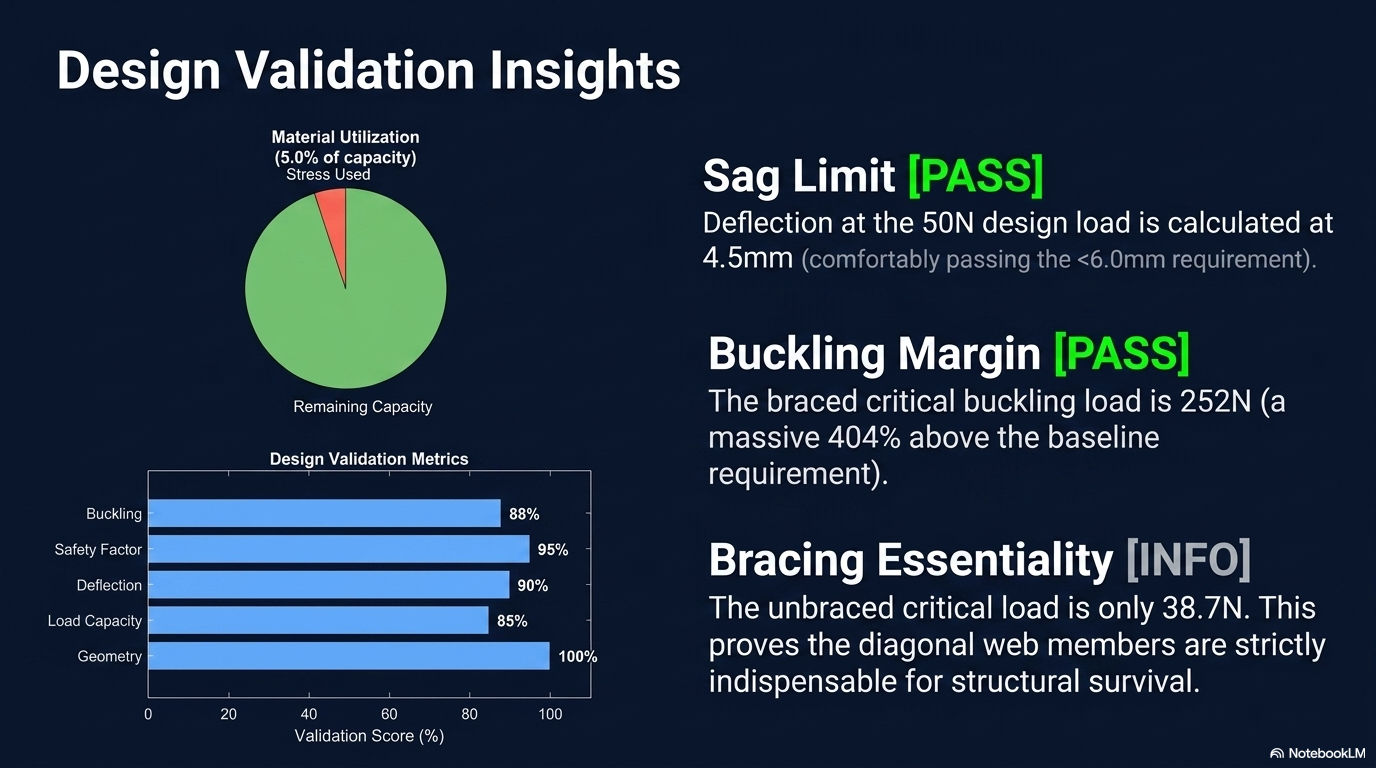 Design Validation Insights
Material Utilization
(5.0% of capacity)
Stress Used
Remaining Capacity
Design Validation Metrics
Buckling
88%
Safety Factor
95%
Deflection
90%
Load Capacity
85%
Geometry
100%
0 20 40 60 80 100
Validation Score (%)
Sag Limit [PASS]
Deflection at the 50N design load is calculated at
4.5mm (comfortably passing the <6.0mm requirement).
Buckling Margin [PASS]
The braced critical buckling load is 252N (a
massive 404% above the baseline
requirement).
Bracing Essentiality [INFO]
The unbraced critical load is only 38.7N. This
proves the diagonal web members are strictly
indispensable for structural survival.
NotebookLM